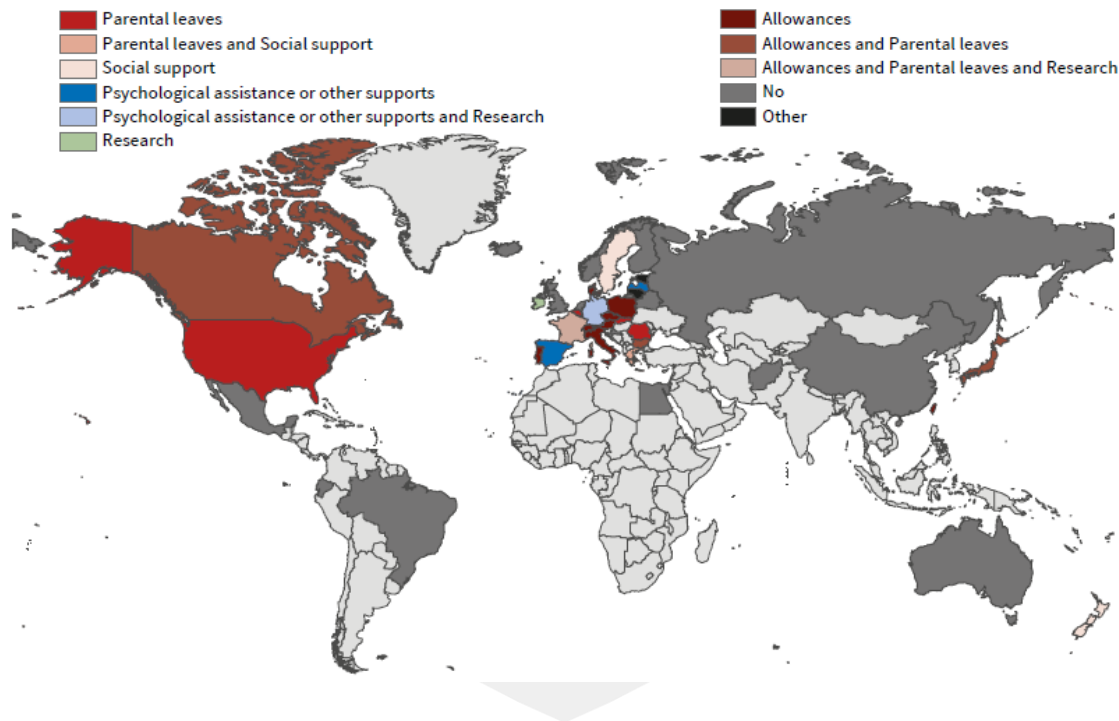 Parental leaves
Parental leaves and Social support
Social support
Psychological assistance or other supports
Psychological assistance or other supports and Research
Research
Allowances
Allowances and Parental leaves
Allowances and Parental leaves and Research
No
Other